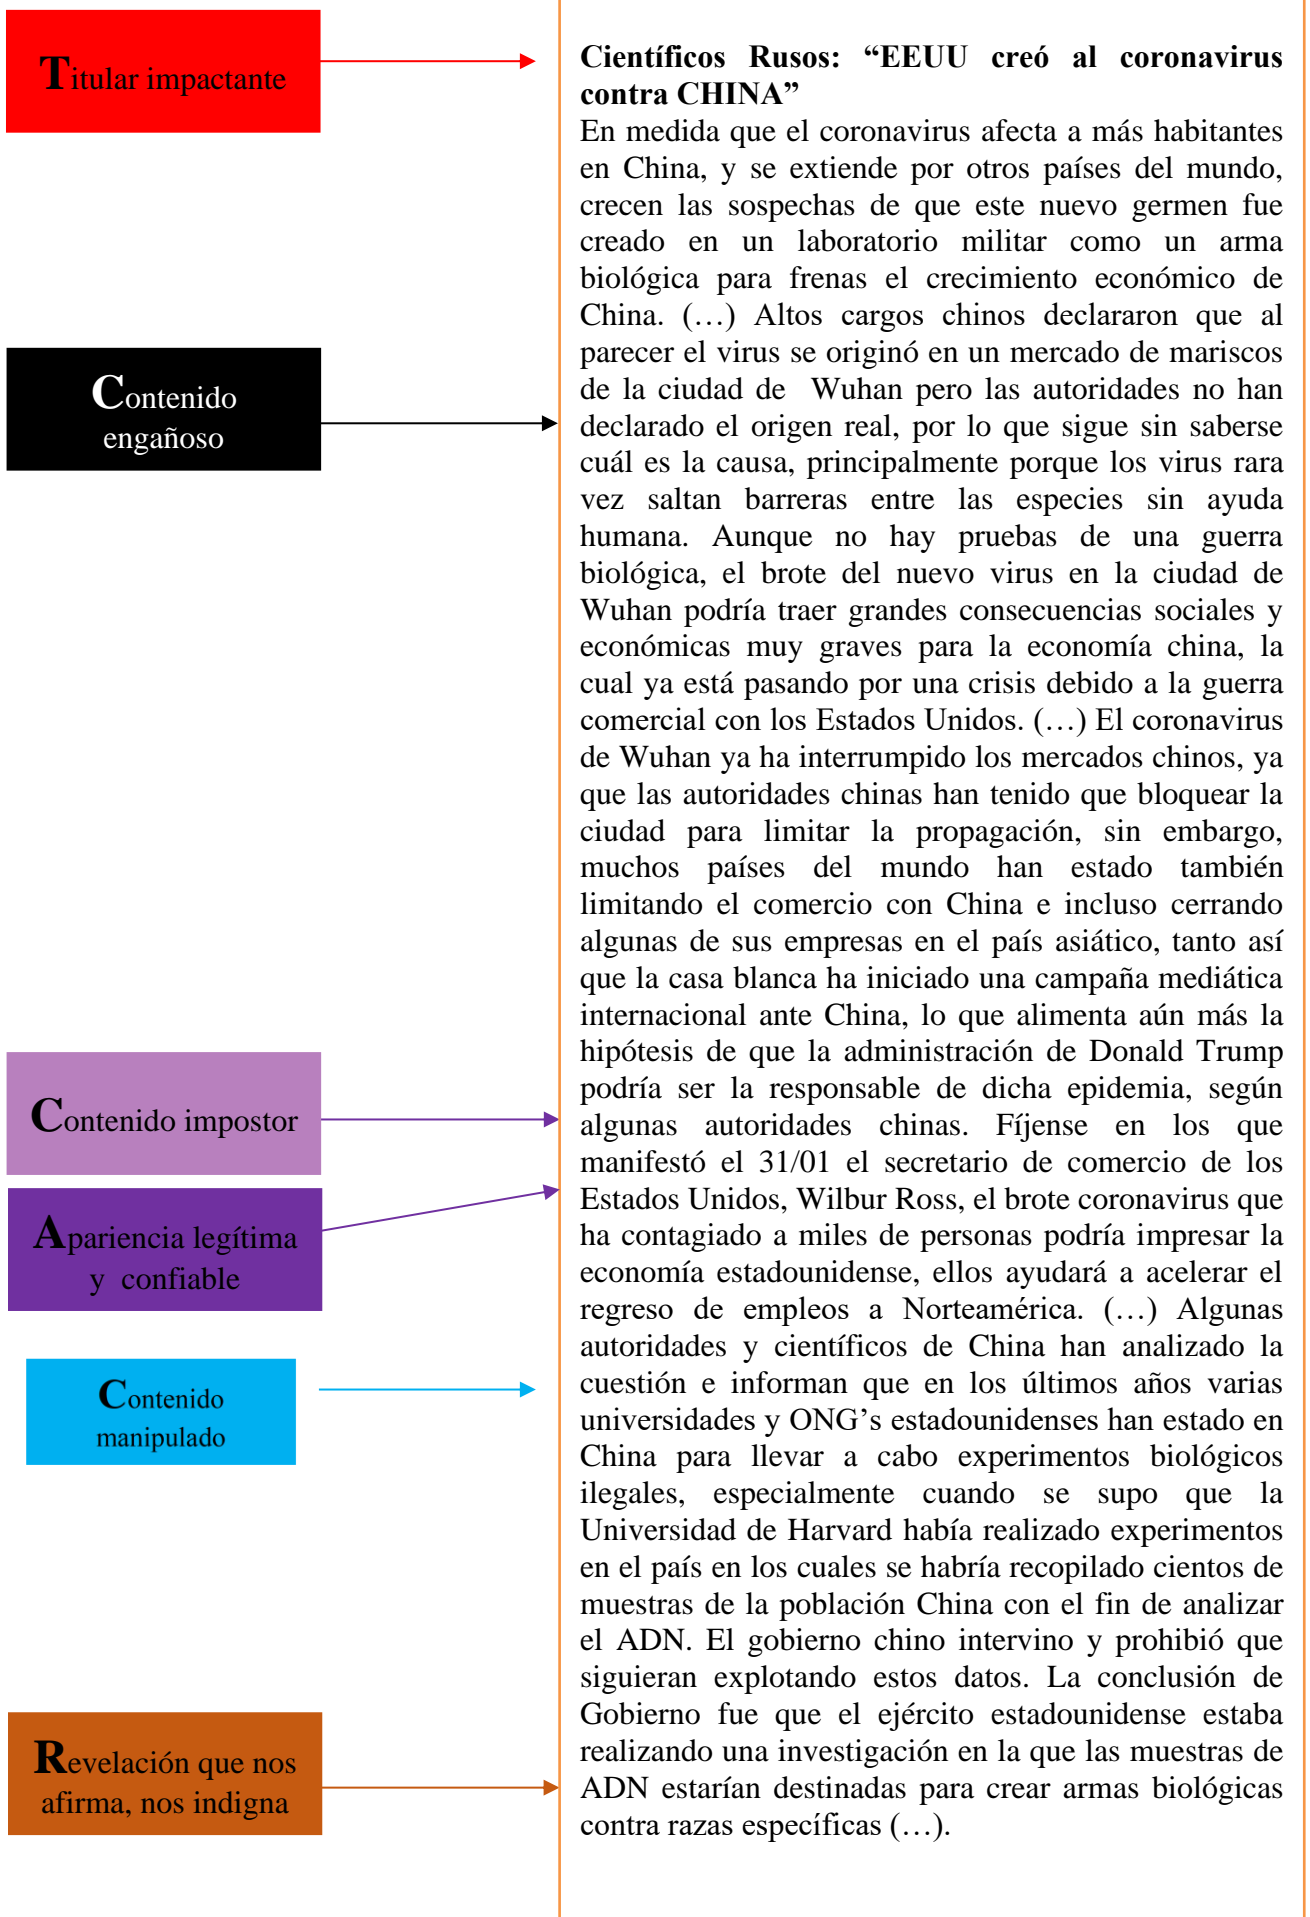 Titular impactante
Contenido
engañoso
Contenido impostor
Apariencia legítima
y confiable
Contenido
manipulado
Revelación que nos
afirma, nos indigna
Científicos Rusos: “EEUU creó al coronavirus
contra CHINA”
En medida que el coronavirus afecta a más habitantes
en China, y se extiende por otros países del mundo,
crecen las sospechas de que este nuevo germen fue
creado en un laboratorio militar como un arma
biológica para frenas el crecimiento económico de
China. (…) Altos cargos chinos declararon que al
parecer el virus se originó en un mercado de mariscos
de la ciudad de Wuhan pero las autoridades no han
declarado el origen real, por lo que sigue sin saberse
cuál es la causa, principalmente porque los virus rara
vez saltan barreras entre las especies sin ayuda
humana. Aunque no hay pruebas de una guerra
biológica, el brote del nuevo virus en la ciudad de
Wuhan podría traer grandes consecuencias sociales y
económicas muy graves para la economía china, la
cual ya está pasando por una crisis debido a la guerra
comercial con los Estados Unidos. (…) El coronavirus
de Wuhan ya ha interrumpido los mercados chinos, ya
que las autoridades chinas han tenido que bloquear la
ciudad para limitar la propagación, sin embargo,
muchos países del mundo han estado también
limitando el comercio con China e incluso cerrando
algunas de sus empresas en el país asiático, tanto así
que la casa blanca ha iniciado una campaña mediática
internacional ante China, lo que alimenta aún más la
hipótesis de que la administración de Donald Trump
podría ser la responsable de dicha epidemia, según
algunas autoridades chinas. Fíjense en los que
manifestó el 31/01 el secretario de comercio de los
Estados Unidos, Wilbur Ross, el brote coronavirus que
ha contagiado a miles de personas podría impresar la
economía estadounidense, ellos ayudará a acelerar el
regreso de empleos a Norteamérica. (…) Algunas
autoridades y científicos de China han analizado la
cuestión e informan que en los últimos años varias
universidades y ONG’s estadounidenses han estado en
China para llevar a cabo experimentos biológicos
ilegales, especialmente cuando se supo que la
Universidad de Harvard había realizado experimentos
en el país en los cuales se habría recopilado cientos de
muestras de la población China con el fin de analizar
el ADN. El gobierno chino intervino y prohibió que
siguieran explotando estos datos. La conclusión de
Gobierno fue que el ejército estadounidense estaba
realizando una investigación en la que las muestras de
ADN estarían destinadas para crear armas biológicas
contra razas específicas (…).